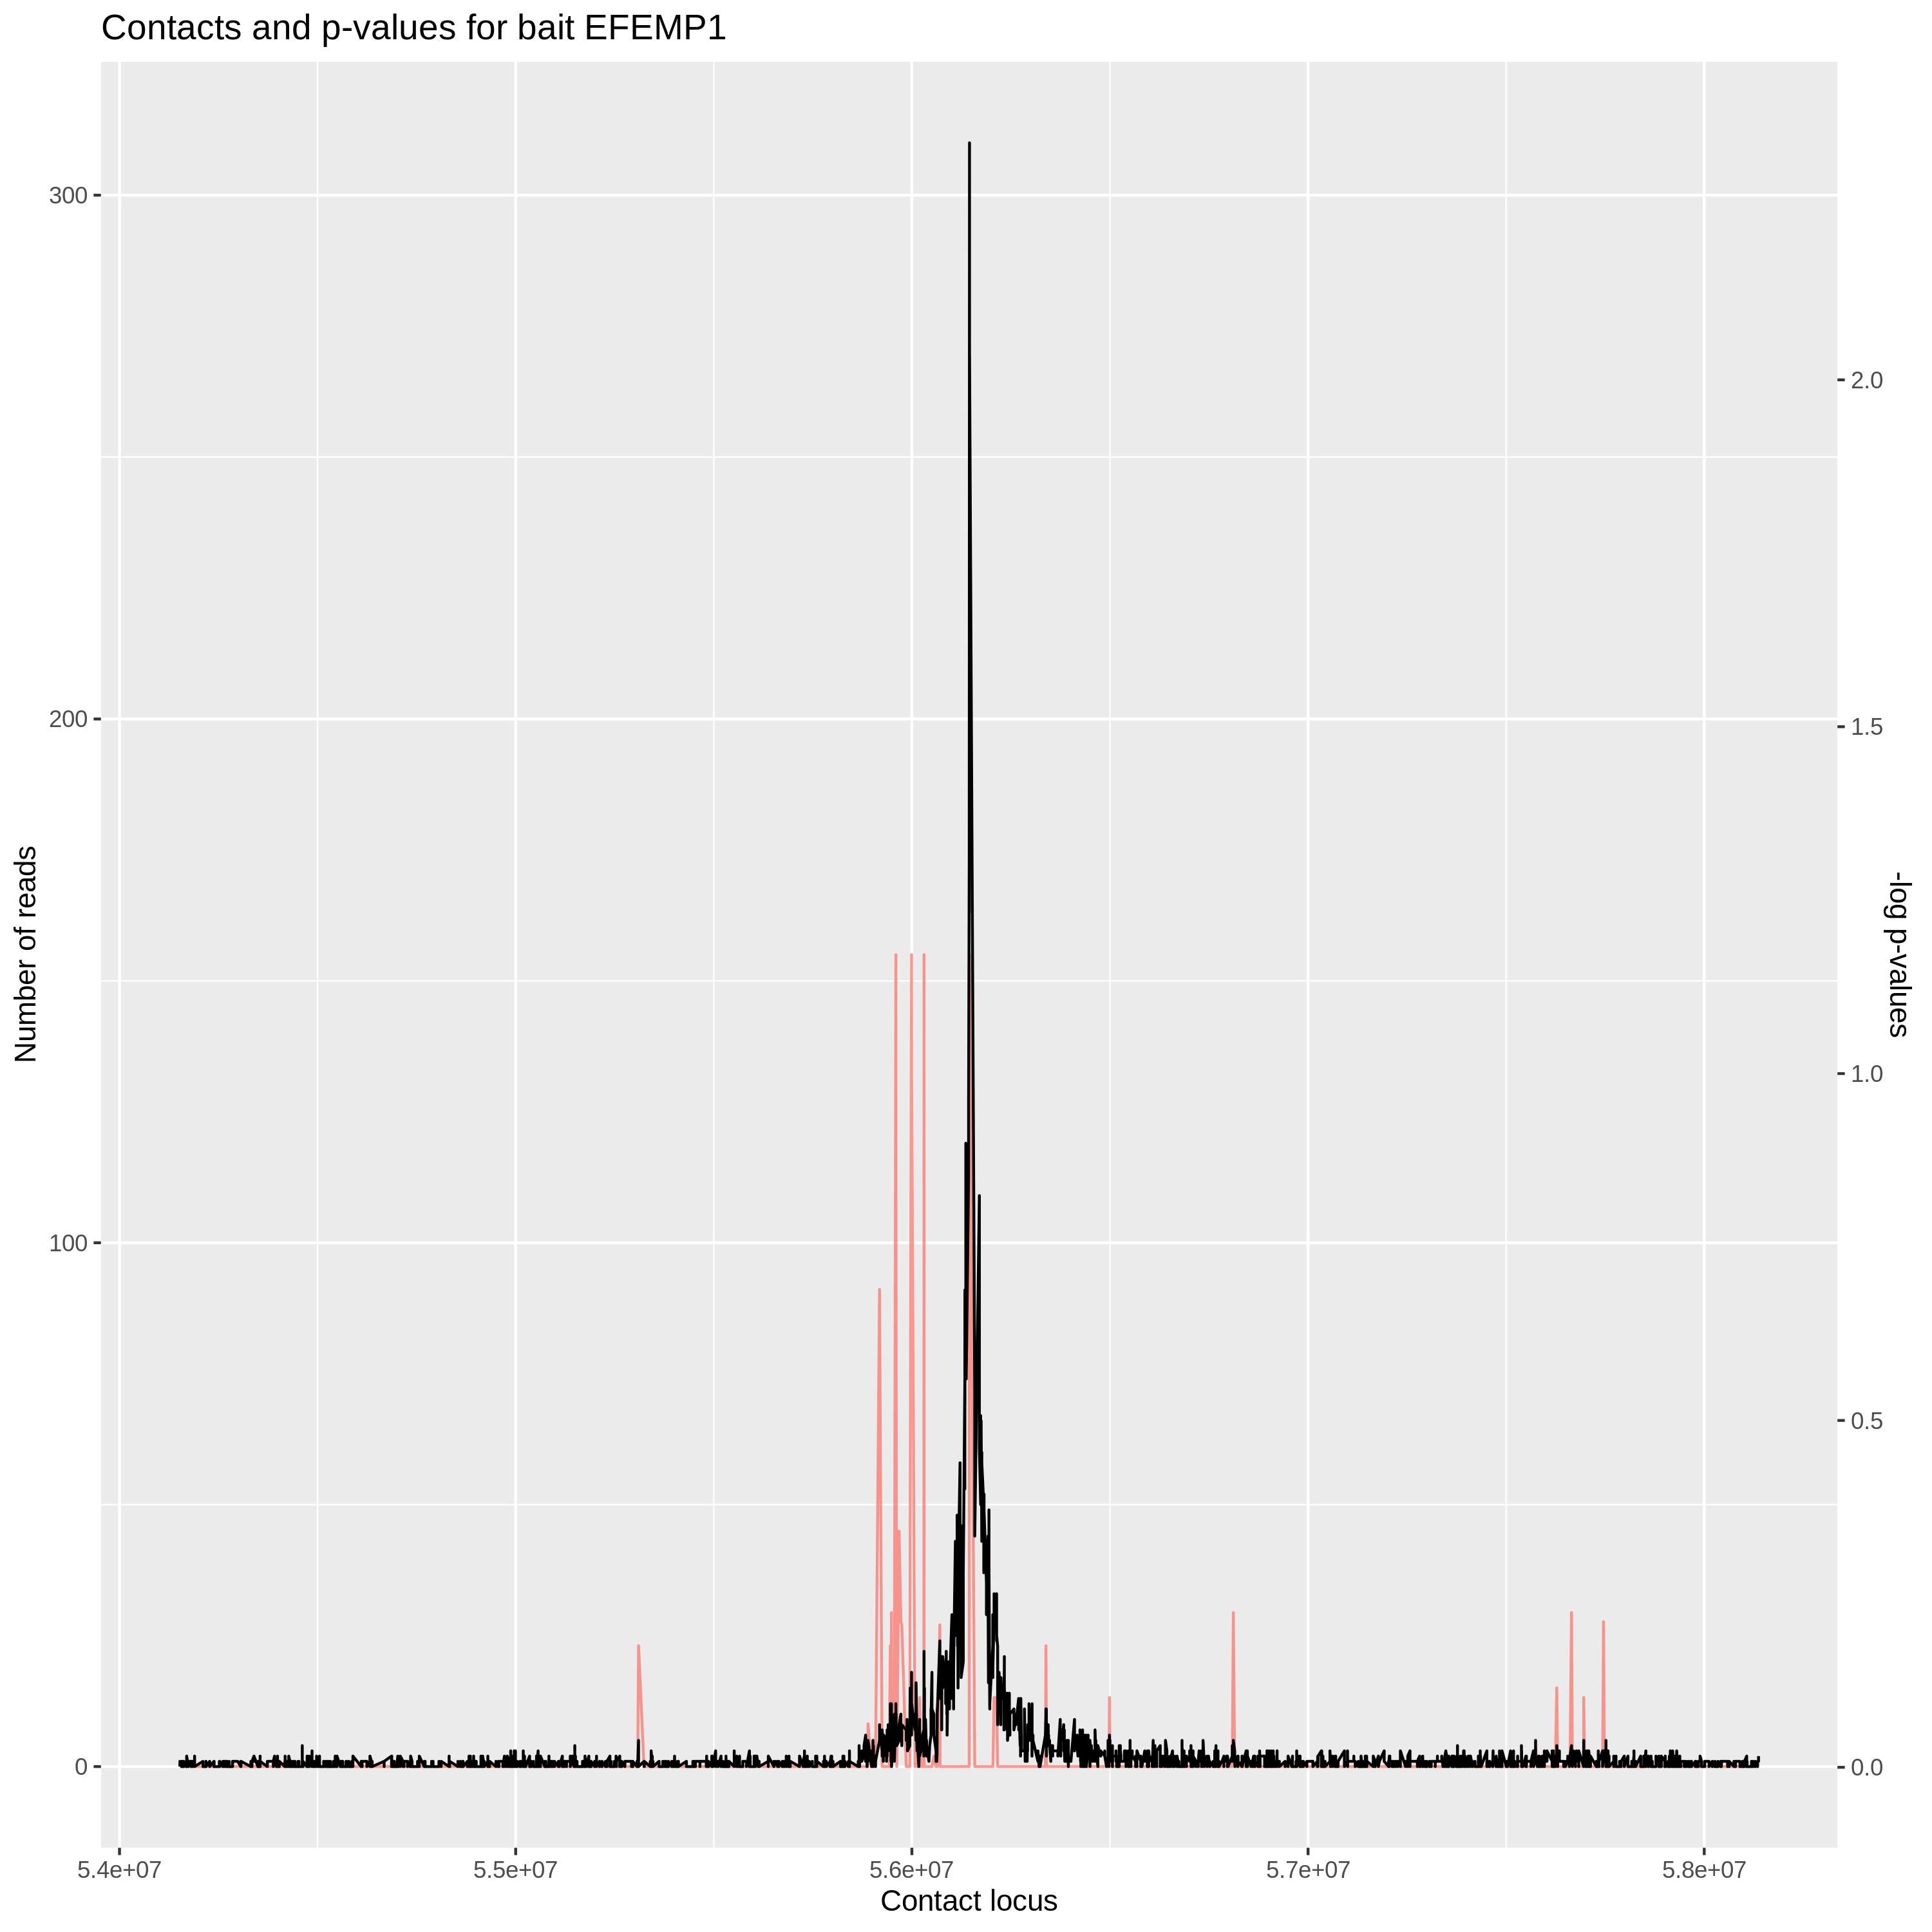 Contacts and p-values for bait EFEMP1
Number of reads
300
200
100
0
2.0
1.5
1.0
0.5
0.0
-log p-values
5.4e+07
5.5e+07
5.6e+07
5.7e+07
5.8e+07
Contact locus